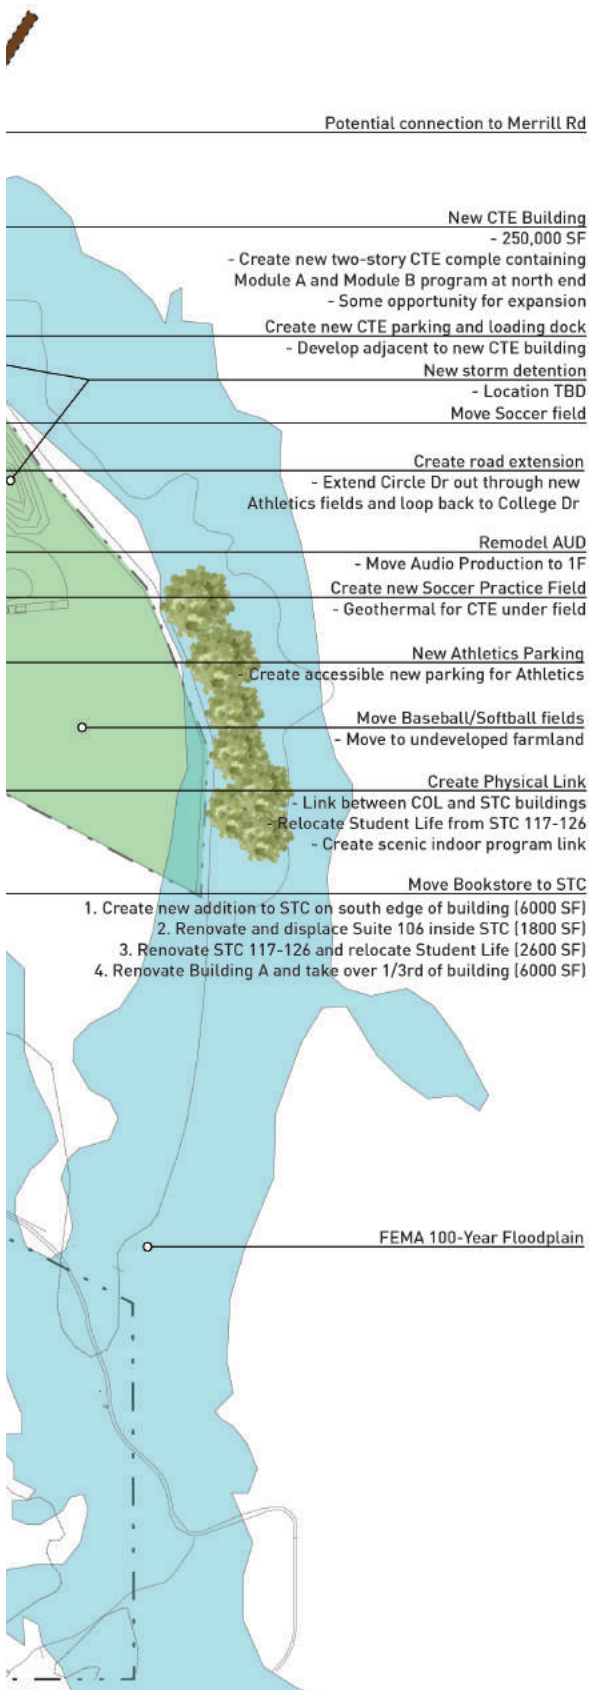 Potential connection to Merrill Rd
New CTE Building
- 250,000 SF
- Create new two-story CTE comple containing
Module A and Module B program at north end
- Some opportunity for expansion
Create new CTE parking and loading dock
- Develop adjacent to new CTE building
New storm detention
- Location TBD
Move Soccer field
Create road extension
- Extend Circle Dr out through new
Athletics fields and loop back to College Dr
Remodel AUD
- Move Audio Production to 1F
Create new Soccer Practice Field
- Geothermal for CTE under field
New Athletics Parking
- Create accessible new parking for Athletics
Move Baseball/Softball fields
- Move to undeveloped farmland
Create Physical Link
- Link between COL and STC buildings
- Relocate Student Life from STC 117-126
- Create scenic indoor program link
Move Bookstore to STC
1. Create new addition to STC on south edge of building (6000 SF)
2. Renovate and displace Suite 106 inside STC (1800 SF)
3. Renovate STC 117-126 and relocate Student Life (2600 SF)
4. Renovate Building A and take over 1/3rd of building (6000 SF)
FEMA 100-Year Floodplain